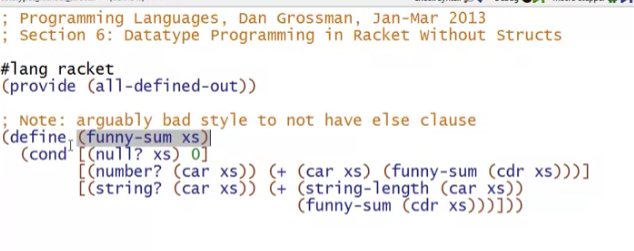 ; Programming Languages, Dan Grossman, Jan-Mar 2013
; Section 6: Datatype Programming in Racket Without Structs
#lang racket
(provide (all-defined-out))
; Note: arguably bad style to not have else clause
(define (funny-sum xs)
(cond [(null? xs) 0]
[(number? (car xs)) (+ (car xs) (funny-sum (cdr xs)))]
[(string? (car xs)) (+ (string-length (car xs))
(funny-sum (cdr xs)))]))